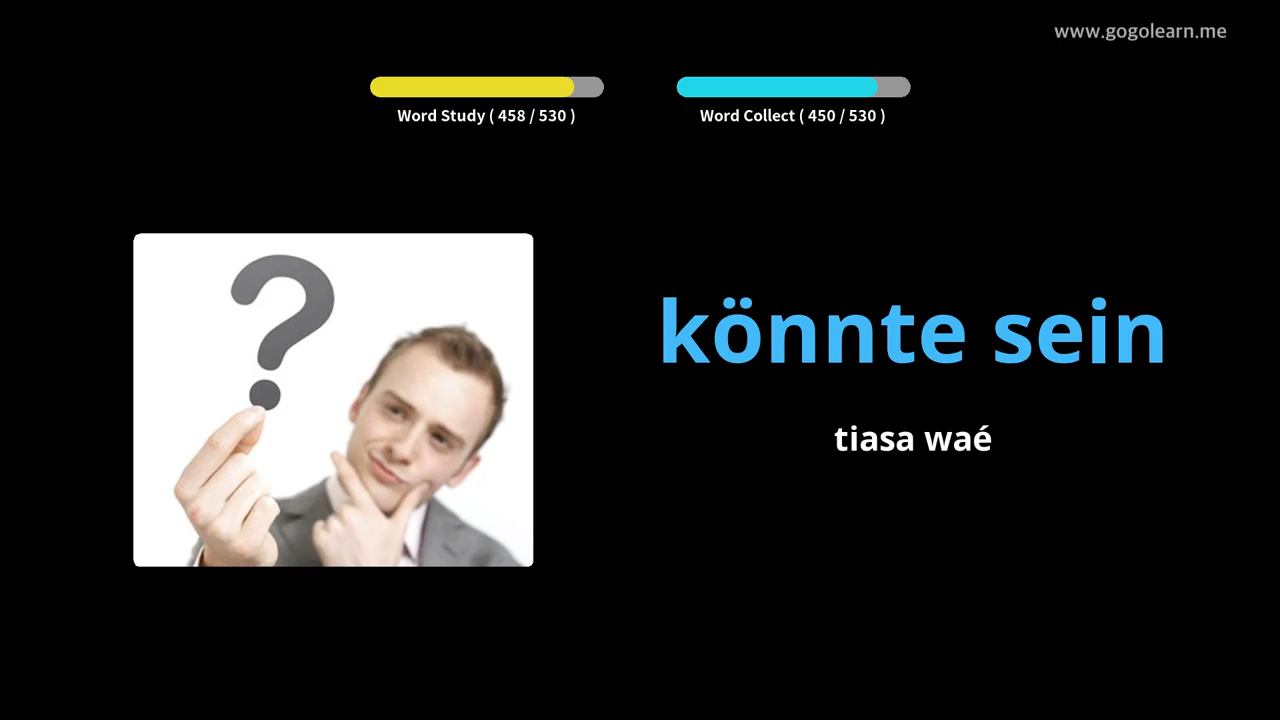 www.gogolearn.me
Word Study ( 458 / 530 )
Word Collect ( 450 / 530 )
könnte sein
tiasa waé